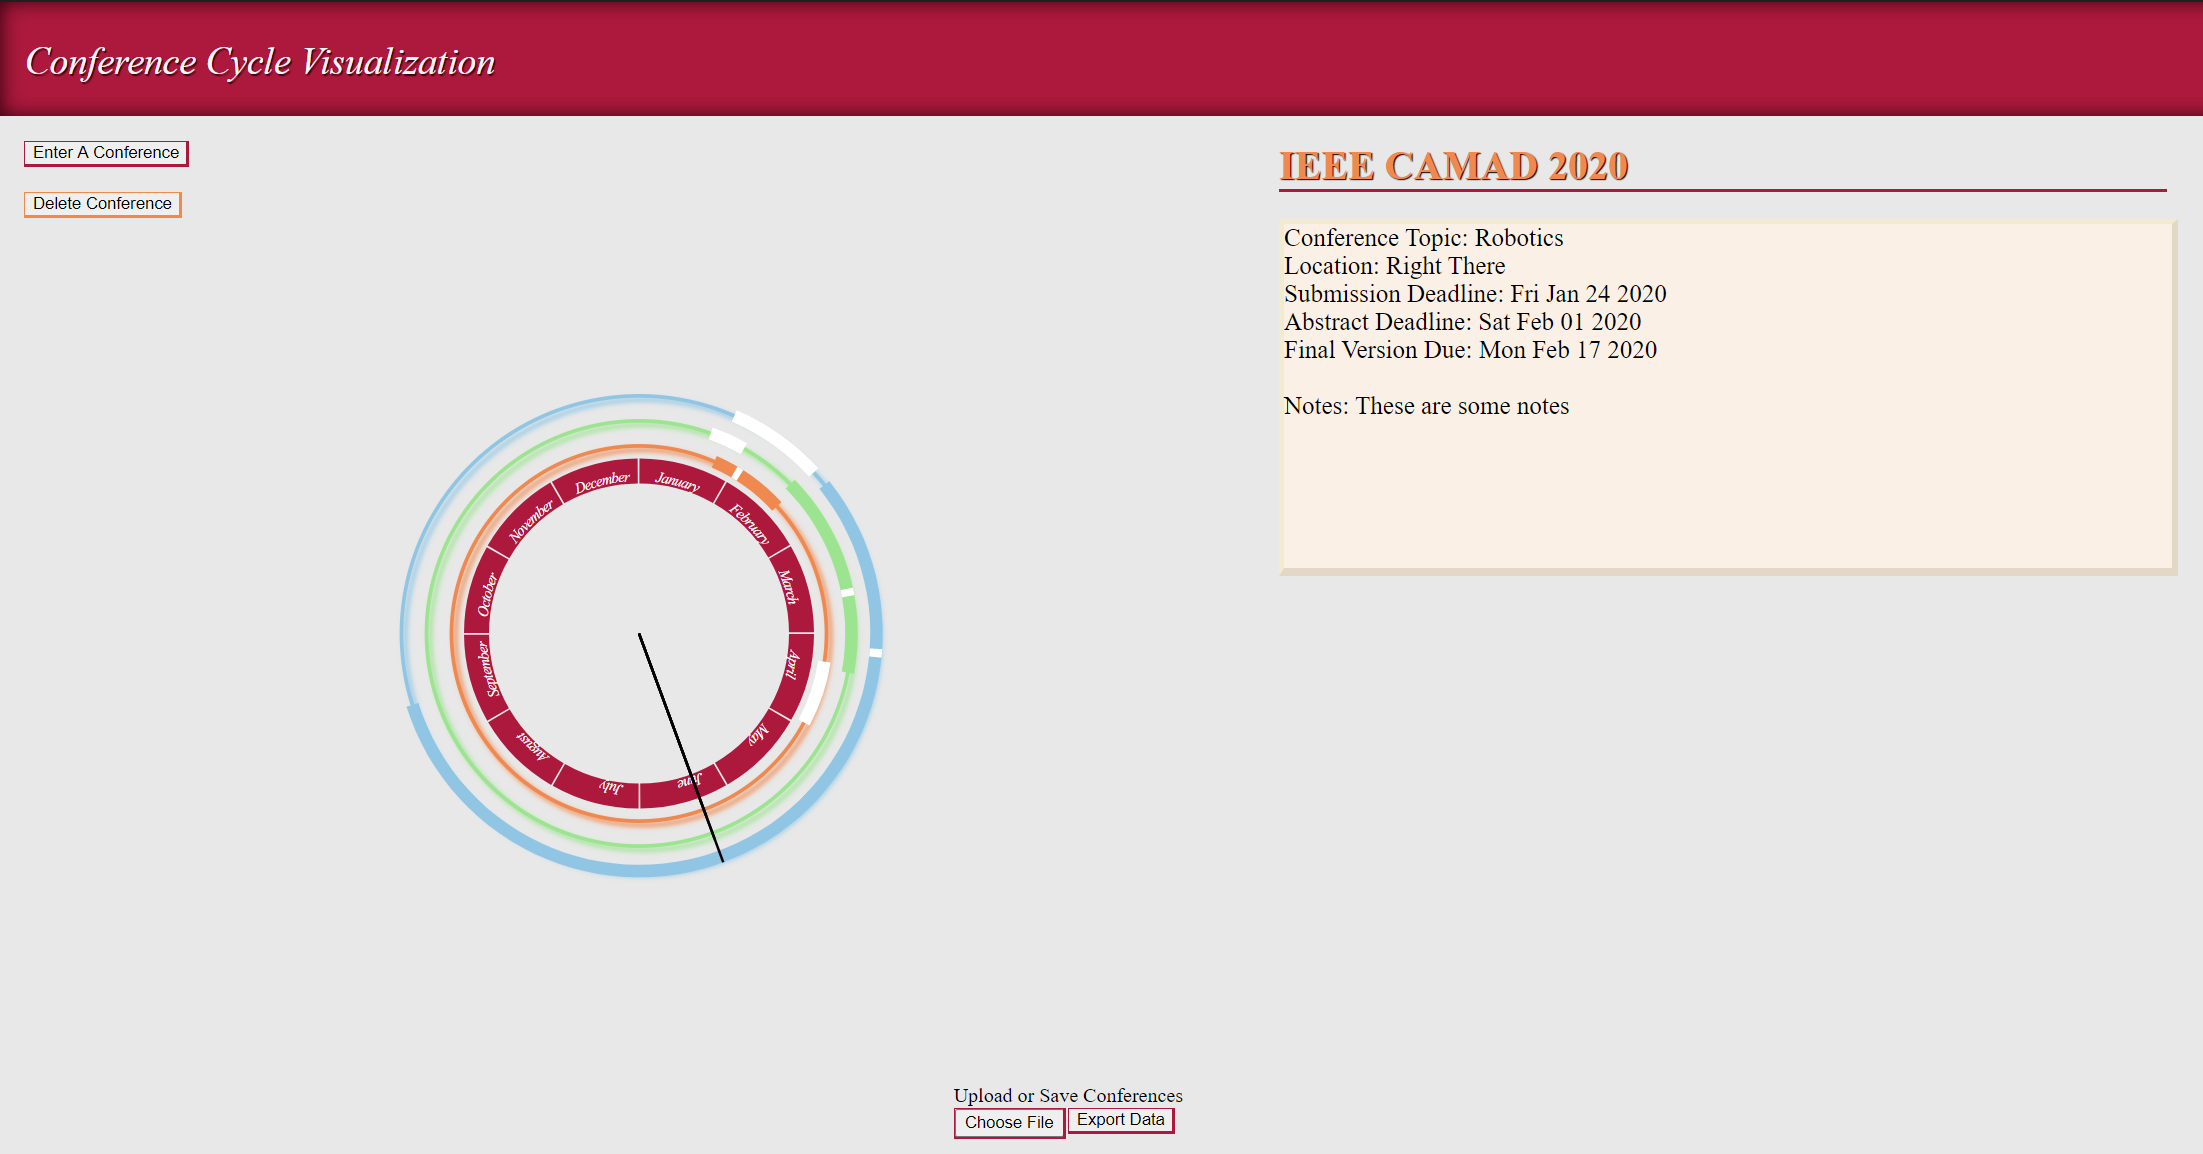 Conference Cycle Visualization
Enter A Conference
Delete Conference
IEEE CAMAD 2020
Conference Topic: Robotics
Location: Right There
Submission Deadline: Fri Jan 24 2020
Abstract Deadline: Sat Feb 01 2020
Final Version Due: Mon Feb 17 2020
Notes: These are some notes
January
February
March
April
May
June
July
August
September
October
November
December
Upload or Save Conferences
Choose File
Export Data